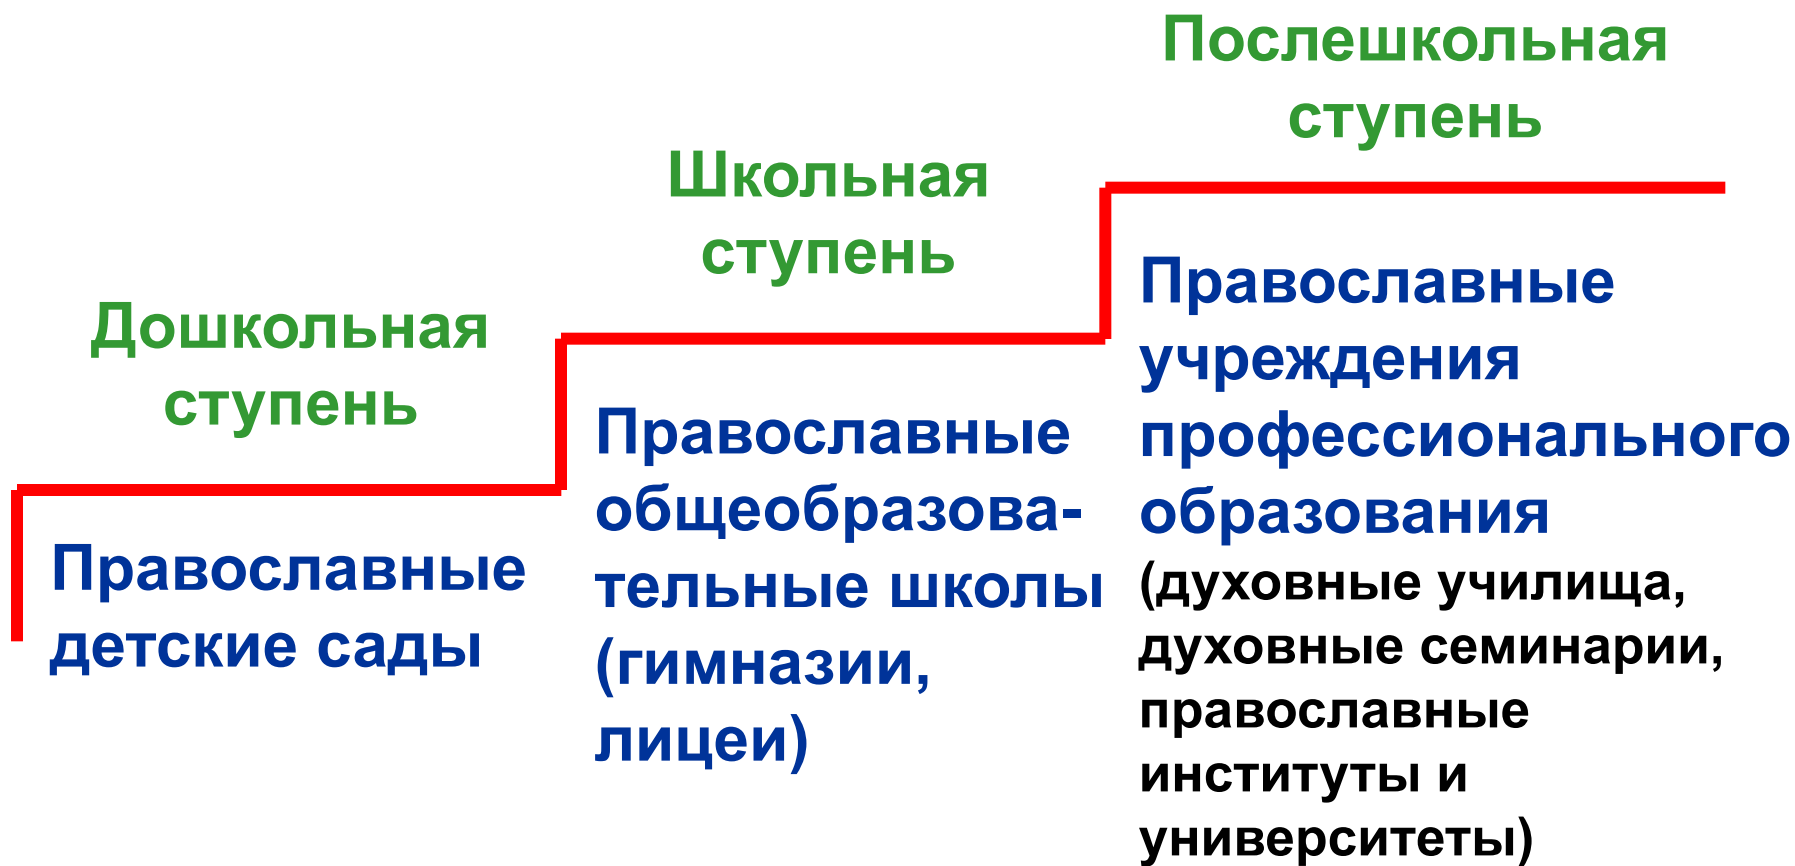 Дошкольная
ступень
Православные
детские сады
Школьная
ступень
Православные
общеобразова-
тельные школы
(гимназии,
лицеи)
Послешкольная
ступень
Православные
учреждения
профессионального
образования
(духовные училища,
духовные семинарии,
православные
институты и
университеты)